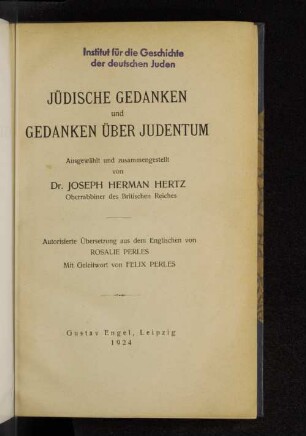 Institut für die Geschichte
der deutschen Juden
JÜDISCHE GEDANKEN
und
GEDANKEN ÜBER JUDENTUM
Ausgewählt und zusammengestellt
von
Dr. JOSEPH HERMAN HERTZ
Oberrabbiner des Britischen Reiches
Autorisierte Übersetzung aus dem Englischen von
ROSALIE PERLES
Mit Geleitwort von FELIX PERLES
Gustav Engel, Leipzig
1924